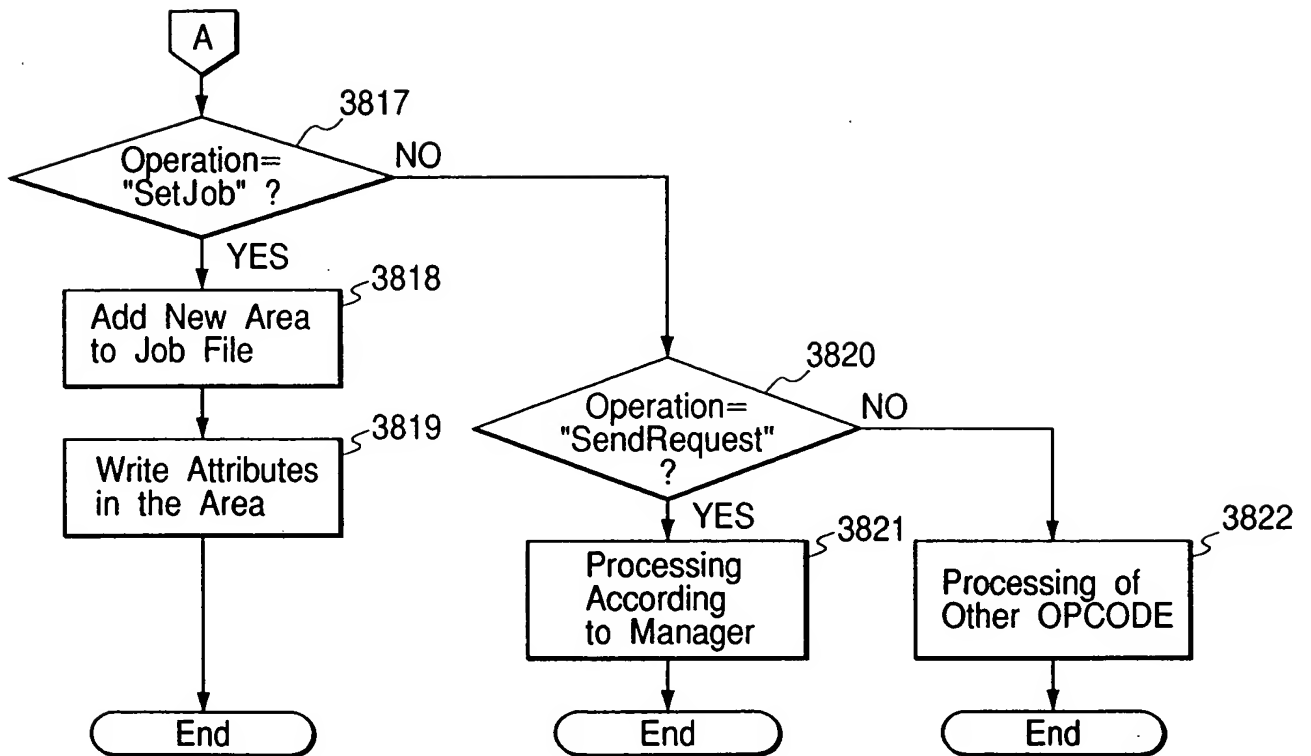 A
3817
Operation=
"SetJob" ?
NO
YES
3818
Add New Area
to Job File
3819
Write Attributes
in the Area
End
3820
Operation=
"SendRequest"
?
NO
YES
3821
Processing
According
to Manager
End
3822
Processing of
Other OPCODE
End